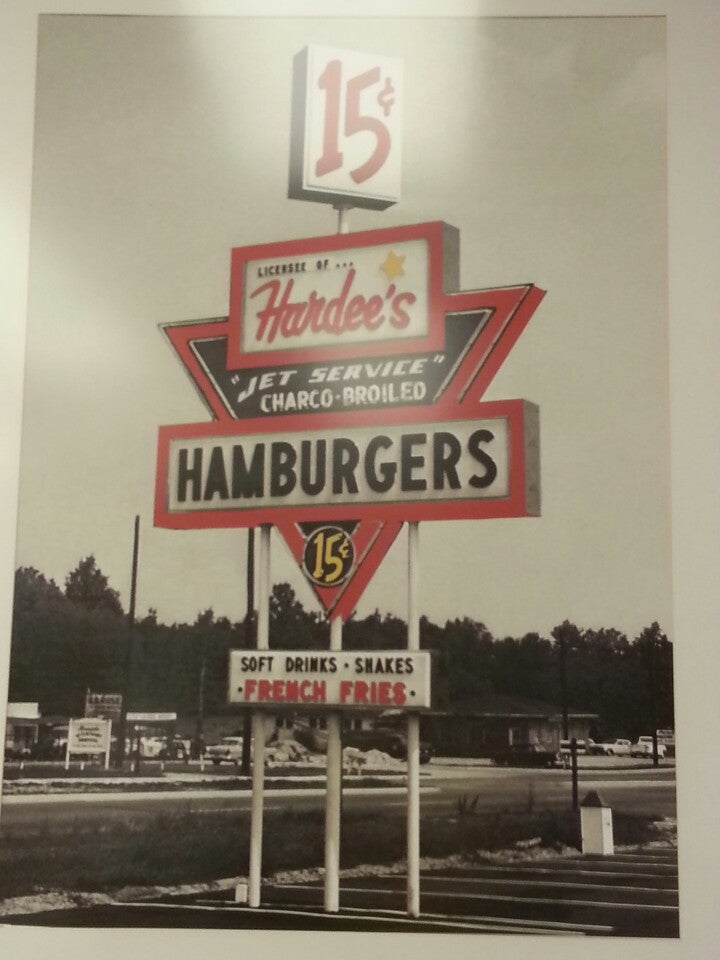 15¢
LICENSEE OF ...
Hardee's
"JET SERVICE"
CHARCO-BROILED
HAMBURGERS
15¢
SOFT DRINKS · SHAKES
·FRENCH FRIES·